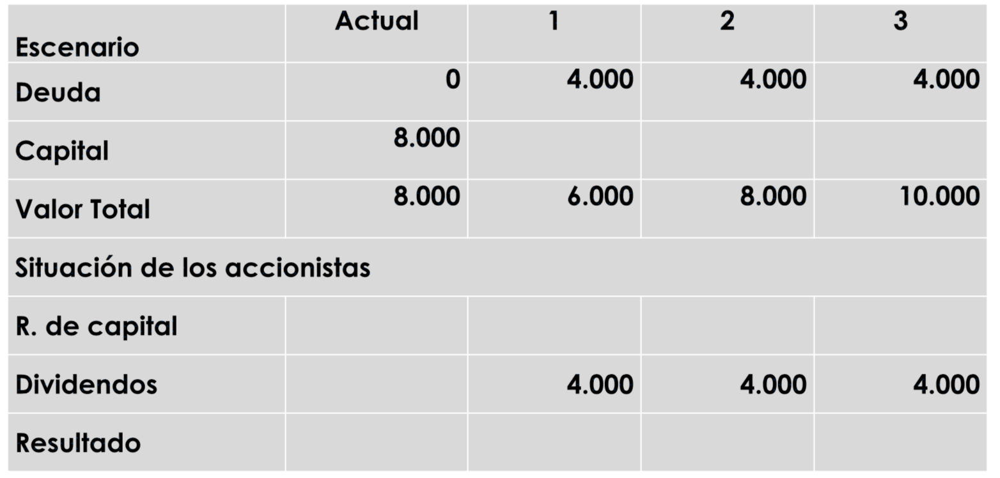 Escenario Actual 1 2 3
Deuda 0 4.000 4.000 4.000
Capital 8.000
Valor Total 8.000 6.000 8.000 10.000
Situación de los accionistas
R. de capital
Dividendos 4.000 4.000 4.000
Resultado